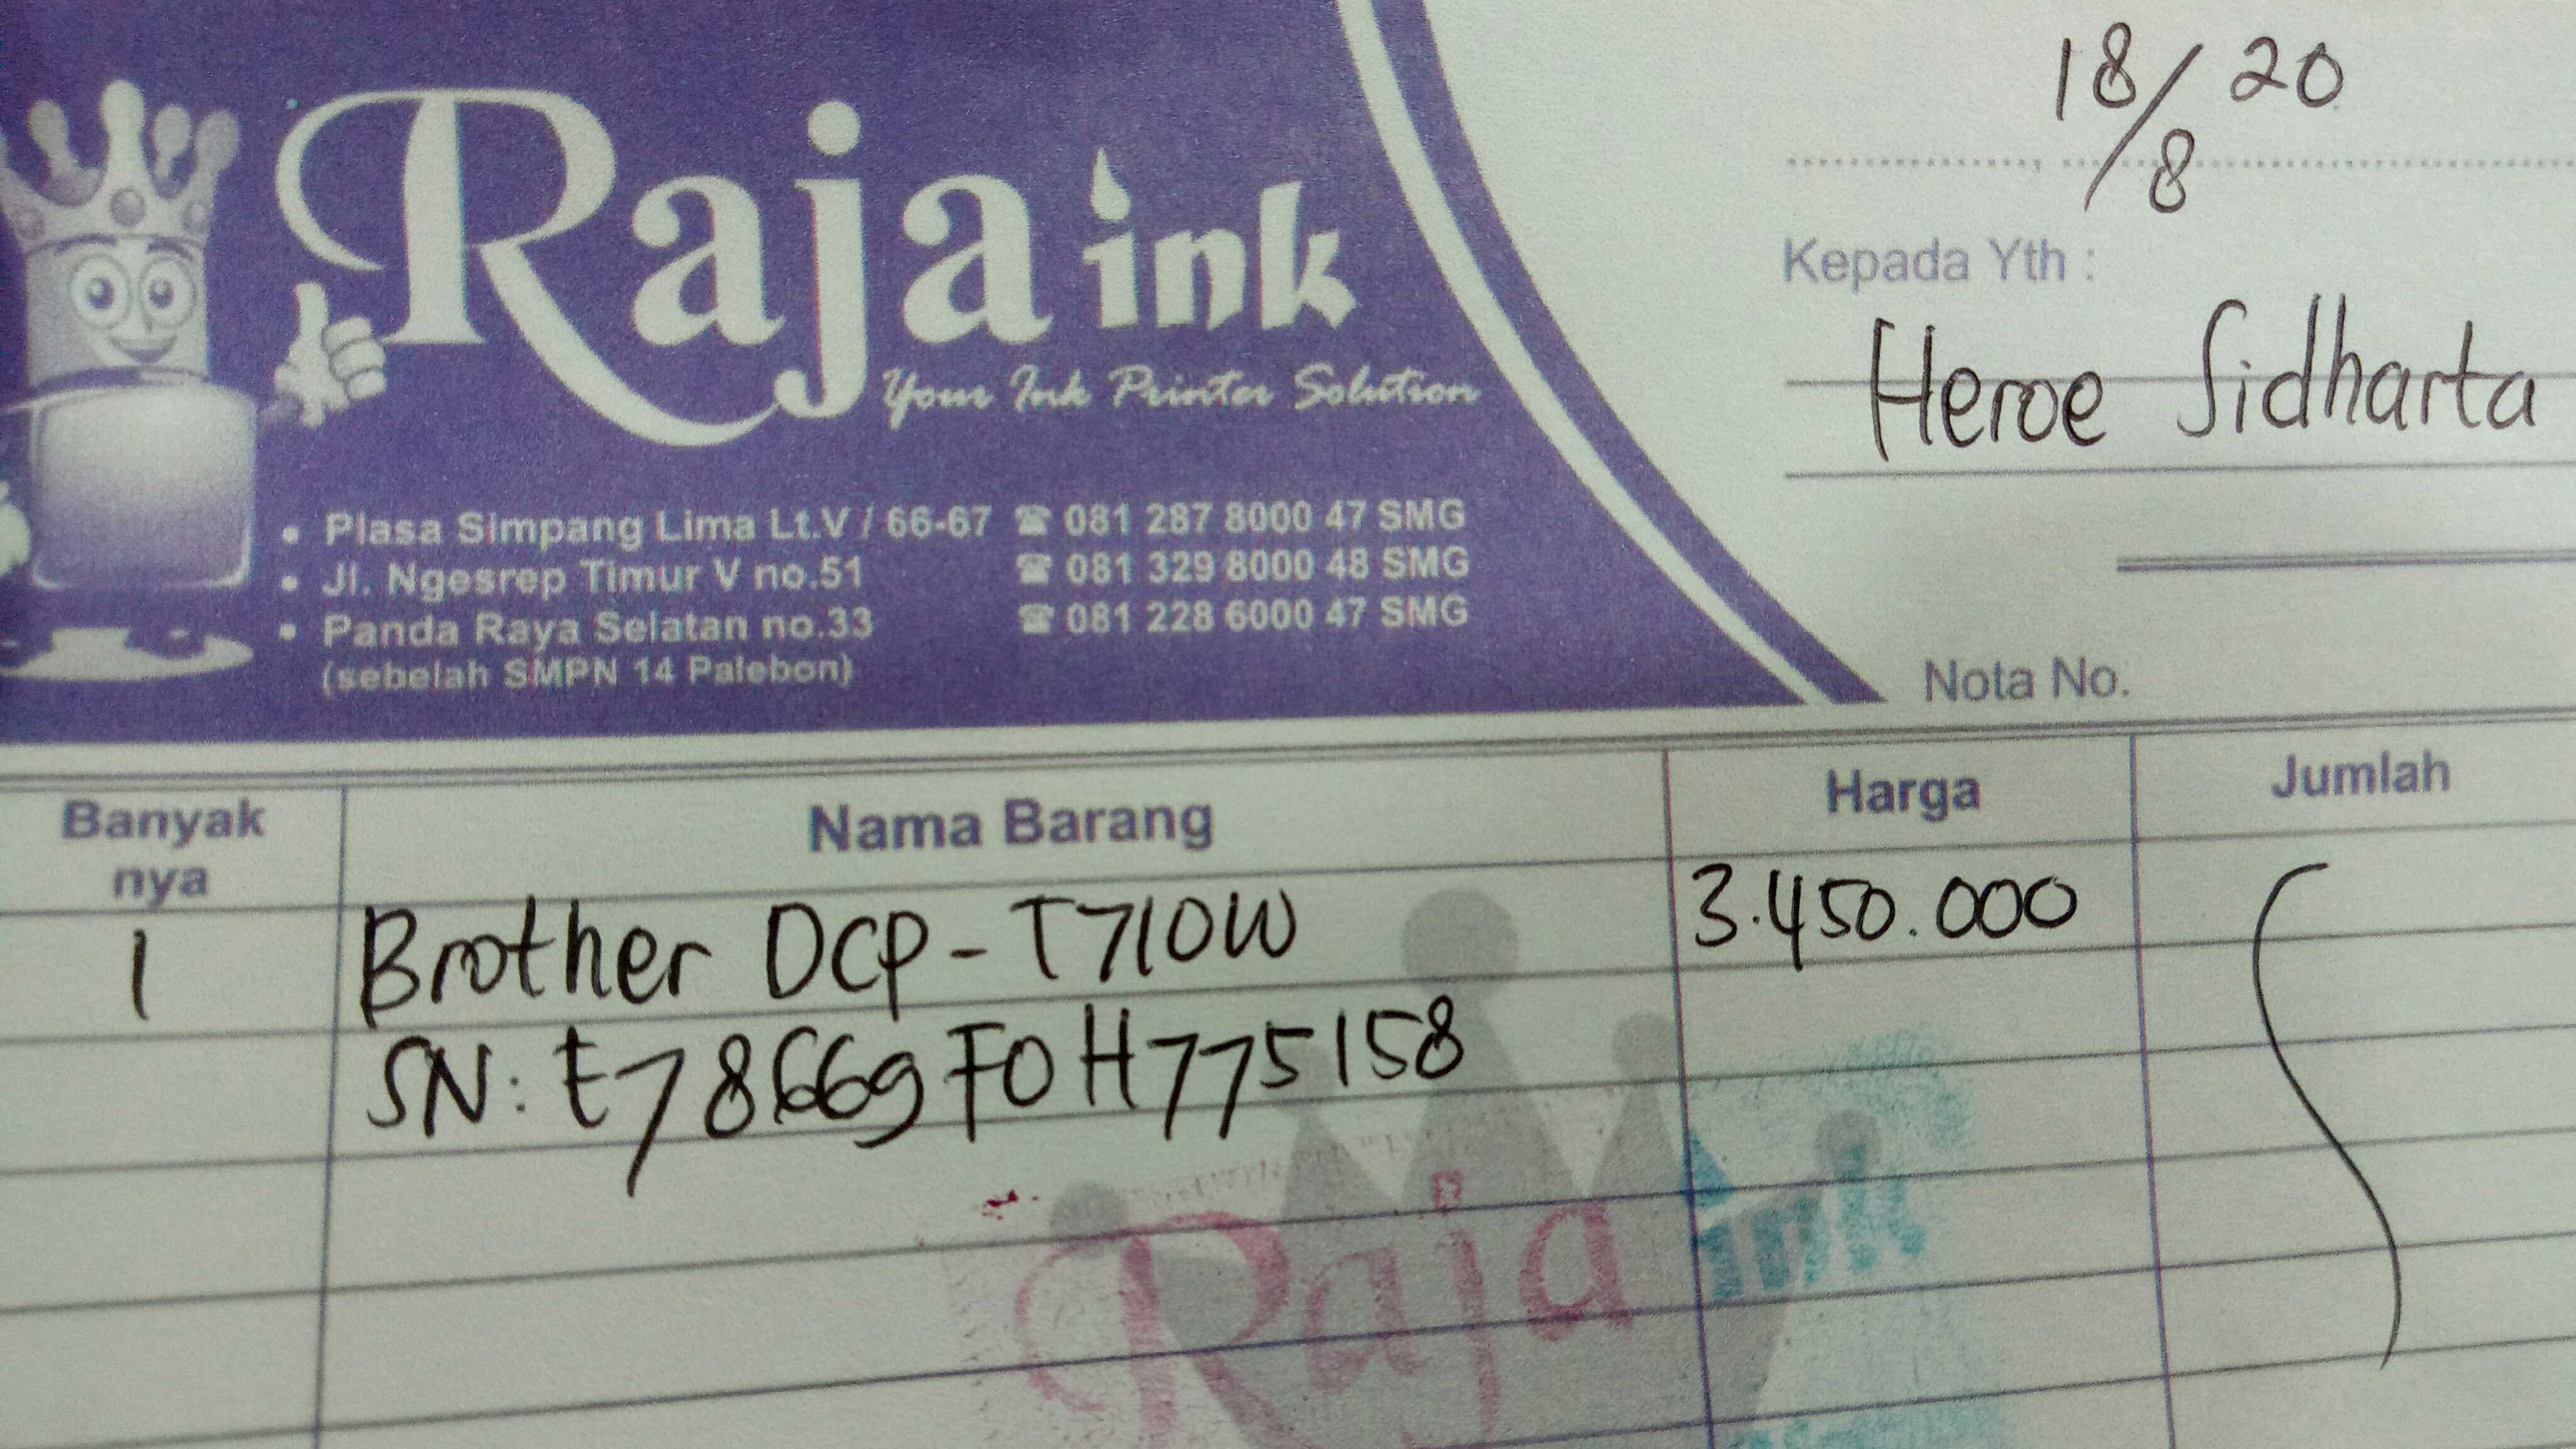 18/8 20
Raja ink
Your Ink Printer Solution
Kepada Yth :
Heroe Sidharta
• Plasa Simpang Lima Lt.V / 66-67 ☎ 081 287 8000 47 SMG
• Jl. Ngesrep Timur V no.51 ☎ 081 329 8000 48 SMG
• Panda Raya Selatan no.33 ☎ 081 228 6000 47 SMG
(sebelah SMPN 14 Palebon)
Nota No.
Banyak nya Nama Barang Harga Jumlah
1 Brother DCP-T710W 3.450.000
SN: E78669F0H775158
Raja ink